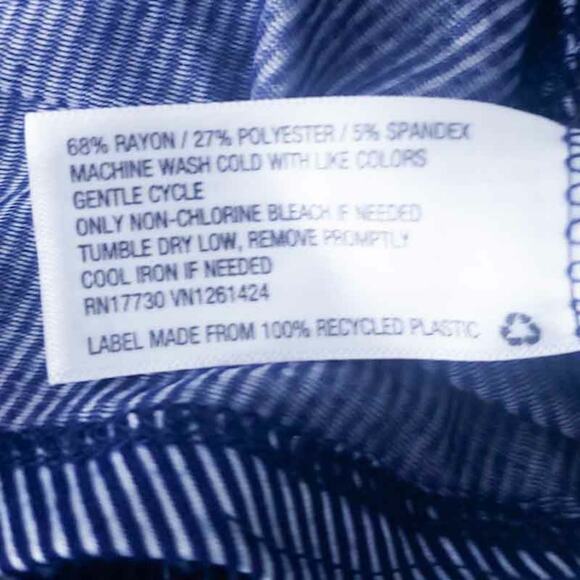 68% RAYON / 27% POLYESTER / 5% SPANDEX
MACHINE WASH COLD WITH LIKE COLORS
GENTLE CYCLE
ONLY NON-CHLORINE BLEACH IF NEEDED
TUMBLE DRY LOW, REMOVE PROMPTLY
COOL IRON IF NEEDED
RN17730 VN1261424
LABEL MADE FROM 100% RECYCLED PLASTIC